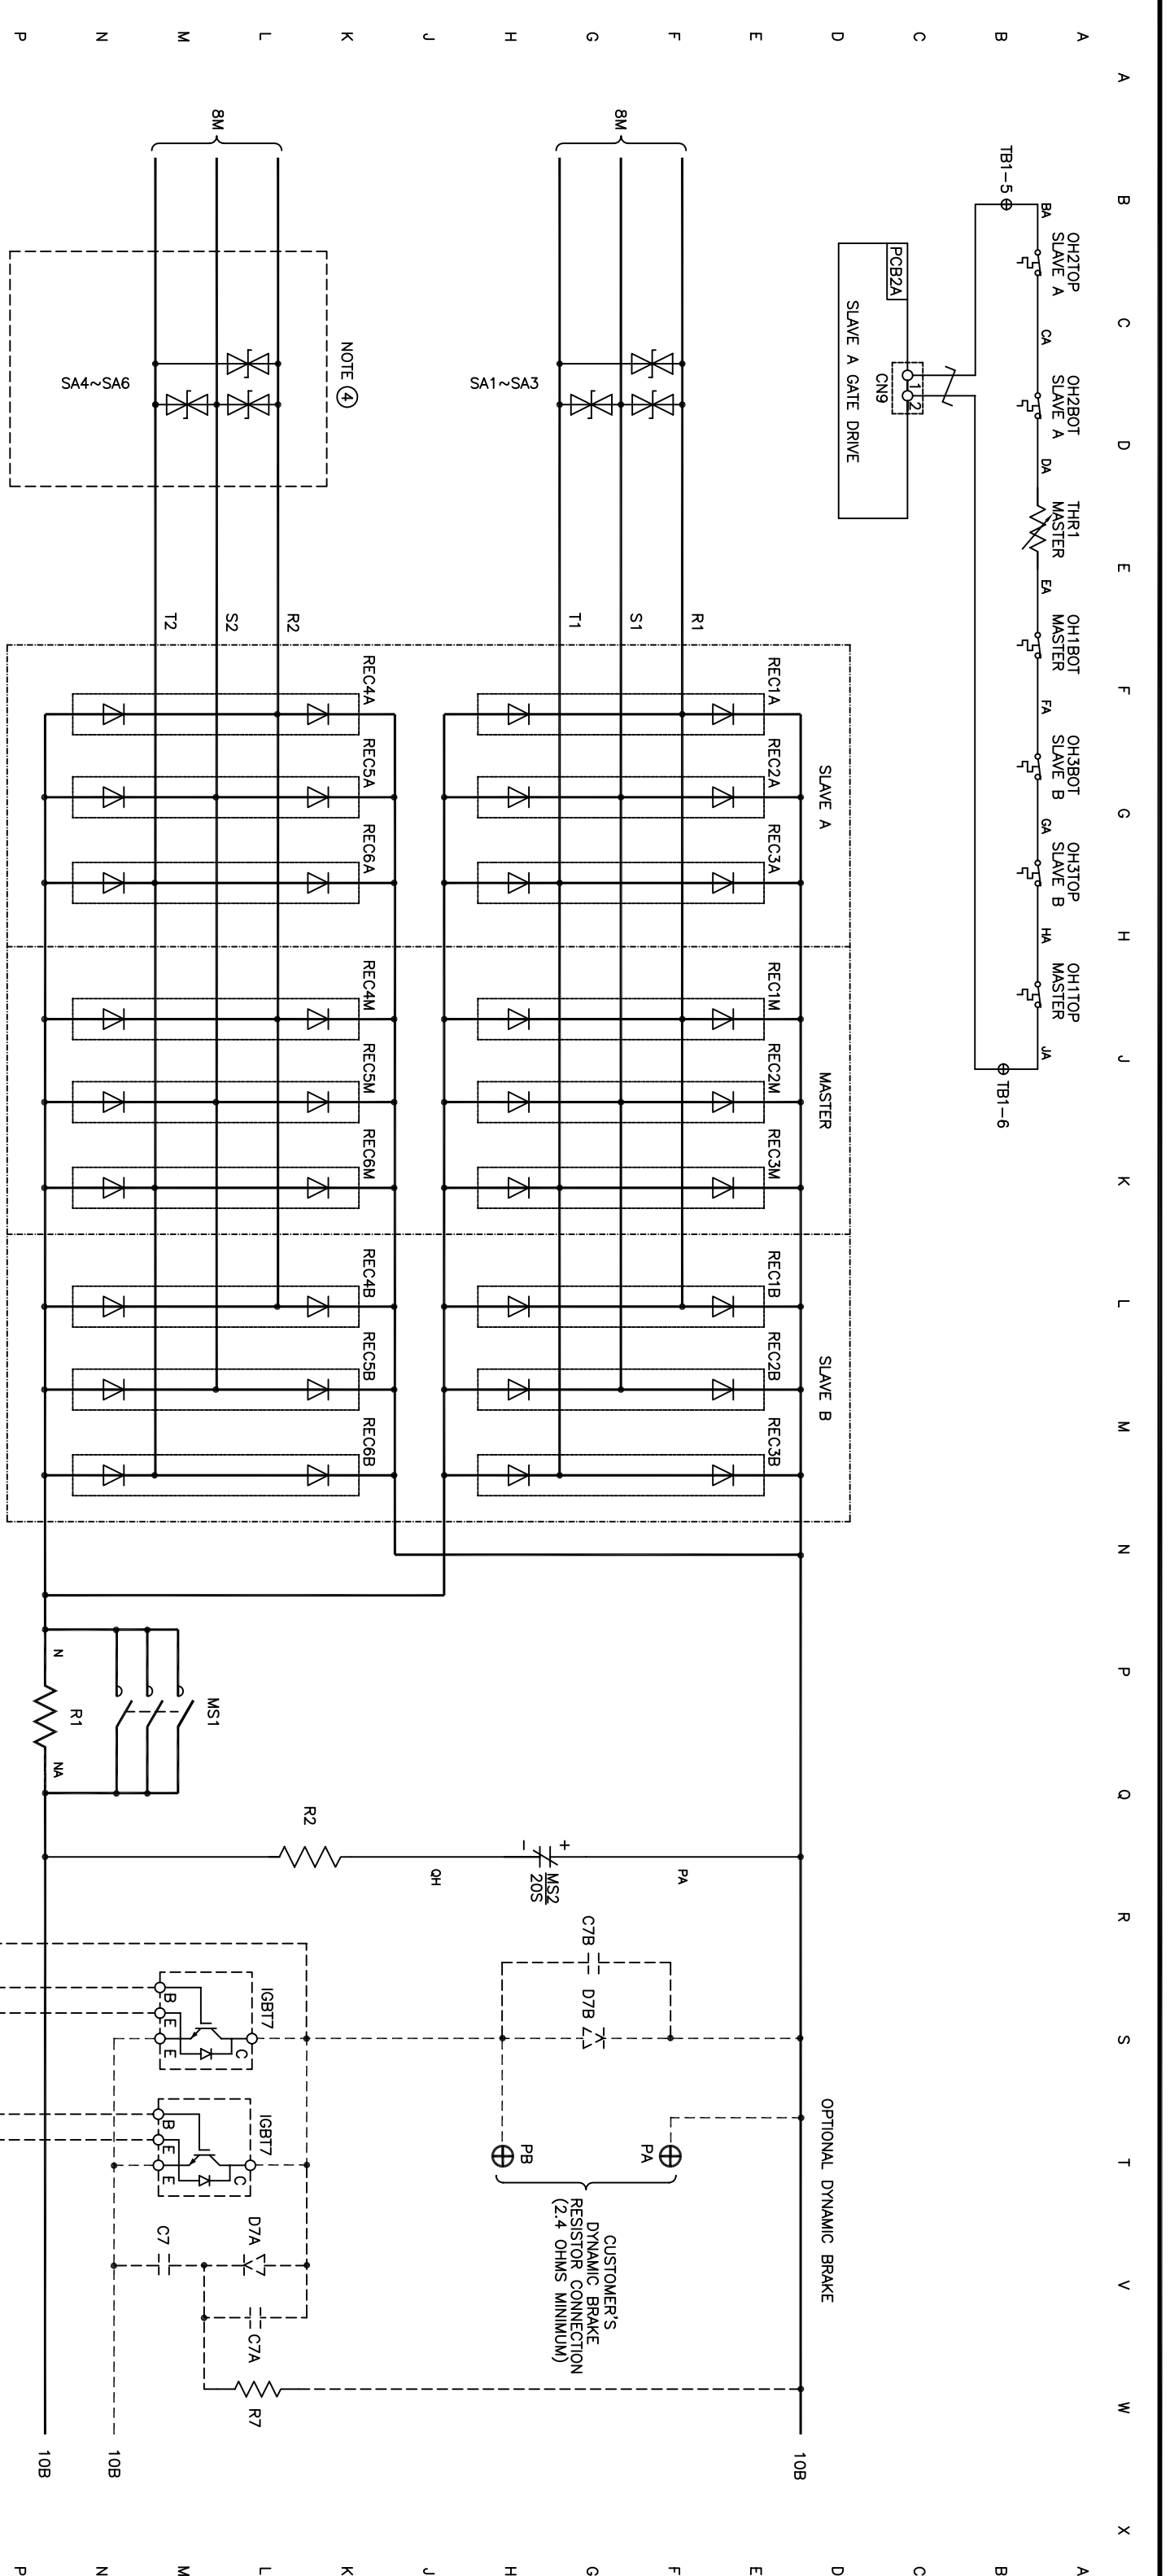 A B C D E F G H J K L M N P Q R S T V W X
A
B
C
D
E
F
G
H
J
K
L
M
N
P
OH2TOP
SLAVE A
OH2BOT
SLAVE A
THR1
MASTER
OH1BOT
MASTER
OH3BOT
SLAVE B
OH3TOP
SLAVE B
OH1TOP
MASTER
BA
CA
DA
EA
FA
GA
HA
JA
TB1-5
TB1-6
1 2
CN9
PCB2A
SLAVE A GATE DRIVE
SLAVE A
MASTER
SLAVE B
OPTIONAL DYNAMIC BRAKE
REC1A
REC2A
REC3A
REC1M
REC2M
REC3M
REC1B
REC2B
REC3B
10B
8M
R1
S1
T1
SA1~SA3
PA
MS2
20S
+
-
QH
R2
C7B
D7B
PA
PB
CUSTOMER'S
DYNAMIC BRAKE
RESISTOR CONNECTION
(2.4 OHMS MINIMUM)
NOTE 4
REC4A
REC5A
REC6A
REC4M
REC5M
REC6M
REC4B
REC5B
REC6B
8M
R2
S2
T2
SA4~SA6
MS1
N
R1
NA
IGBT7
C
B
E
E
IGBT7
C
B
E
E
D7A
C7A
C7
R7
10B
10B
A
B
C
D
E
F
G
H
J
K
L
M
N
P